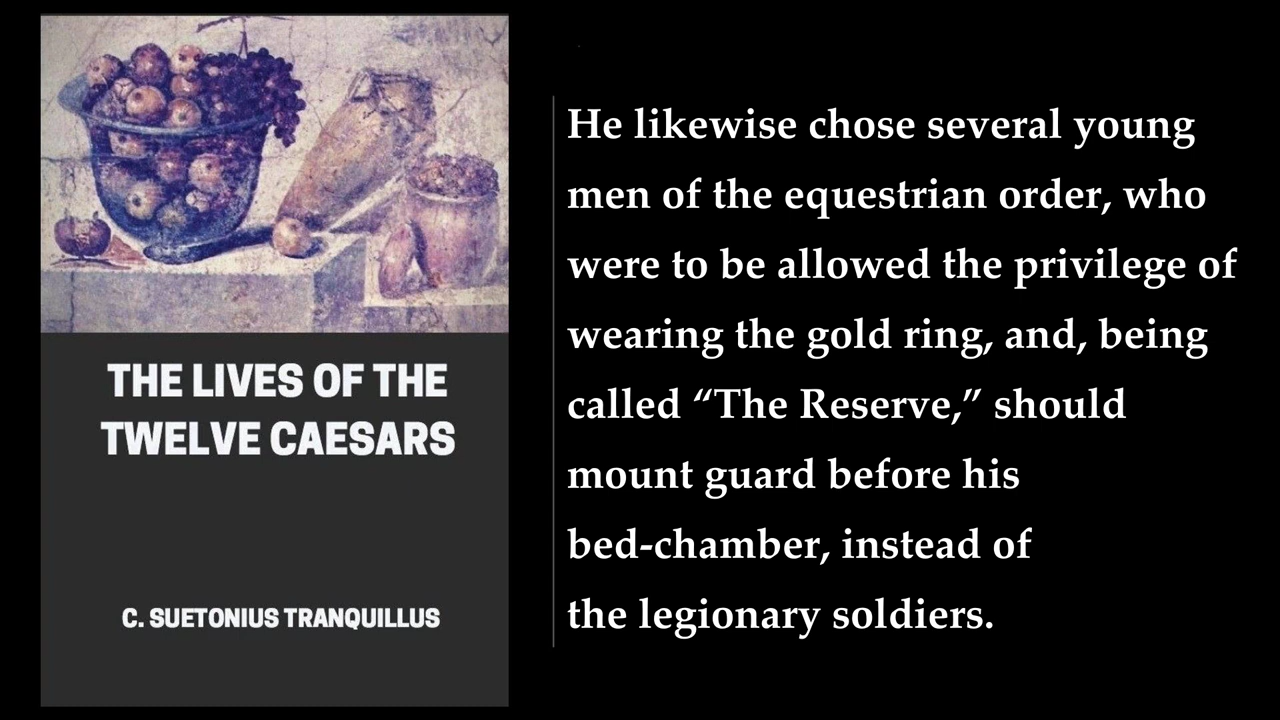 THE LIVES OF THE
TWELVE CAESARS
C. SUETONIUS TRANQUILLUS
He likewise chose several young
men of the equestrian order, who
were to be allowed the privilege of
wearing the gold ring, and, being
called “The Reserve,” should
mount guard before his
bed-chamber, instead of
the legionary soldiers.